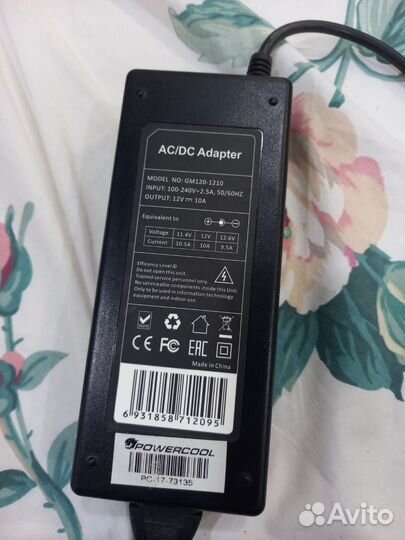 AC/DC Adapter
MODEL NO: GM120-1210
INPUT: 100-240V~2.5A, 50/60HZ
OUTPUT: 12V⎓10A
Equivalent to
Voltage 11.4V 12V 12.6V
Current 10.5A 10A 9.5A
Efficency Level
Do not open this unit.
Trained service personnel only.
No serviceable components inside this Unit.
Only to be used in information technology
equipment and indoor use.
RoHS
CE FC EAC
Made in China
6 931858 712095
POWERCOOL
PC-17-73135
Avito